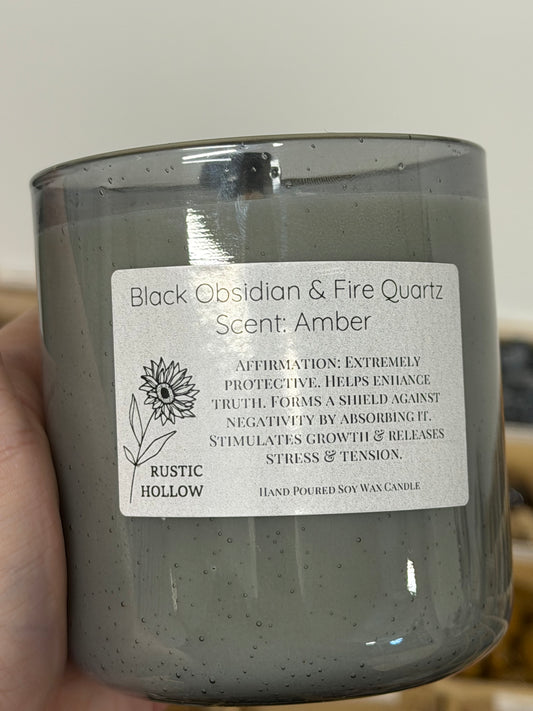 Black Obsidian & Fire Quartz
Scent: Amber
Affirmation: Extremely
protective. Helps enhance
truth. Forms a shield against
negativity by absorbing it.
Stimulates growth & releases
stress & tension.
RUSTIC
HOLLOW
Hand Poured Soy Wax Candle